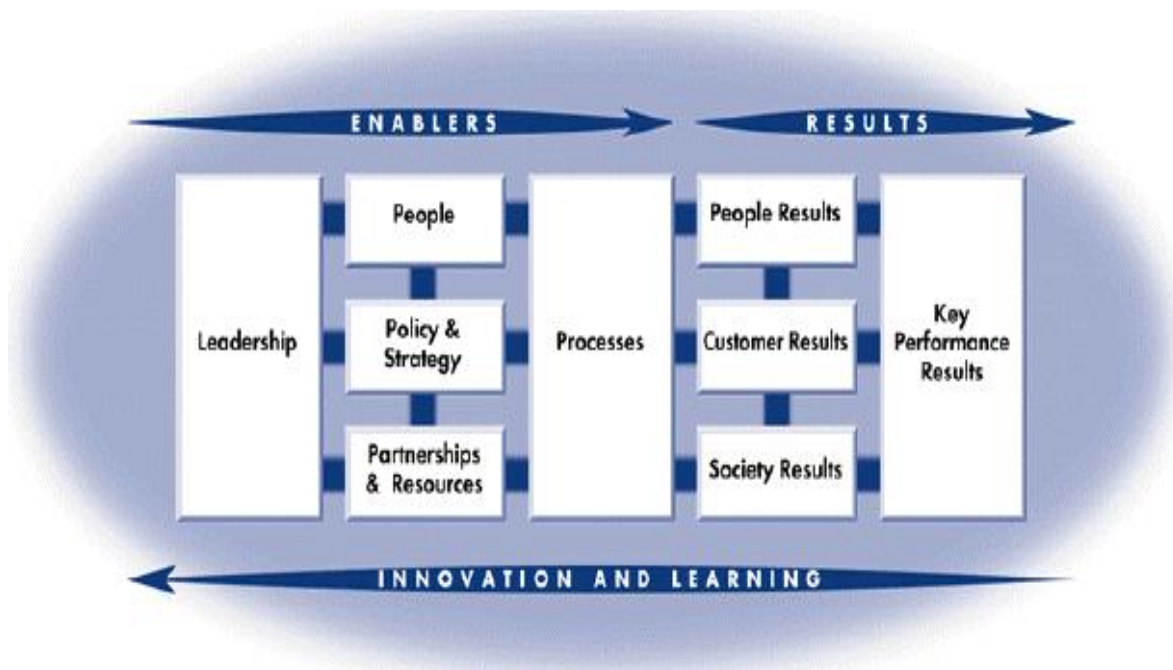 ENABLERS
RESULTS
Leadership
People
Policy &
Strategy
Partnerships
& Resources
Processes
People Results
Customer Results
Society Results
Key
Performance
Results
INNOVATION AND LEARNING